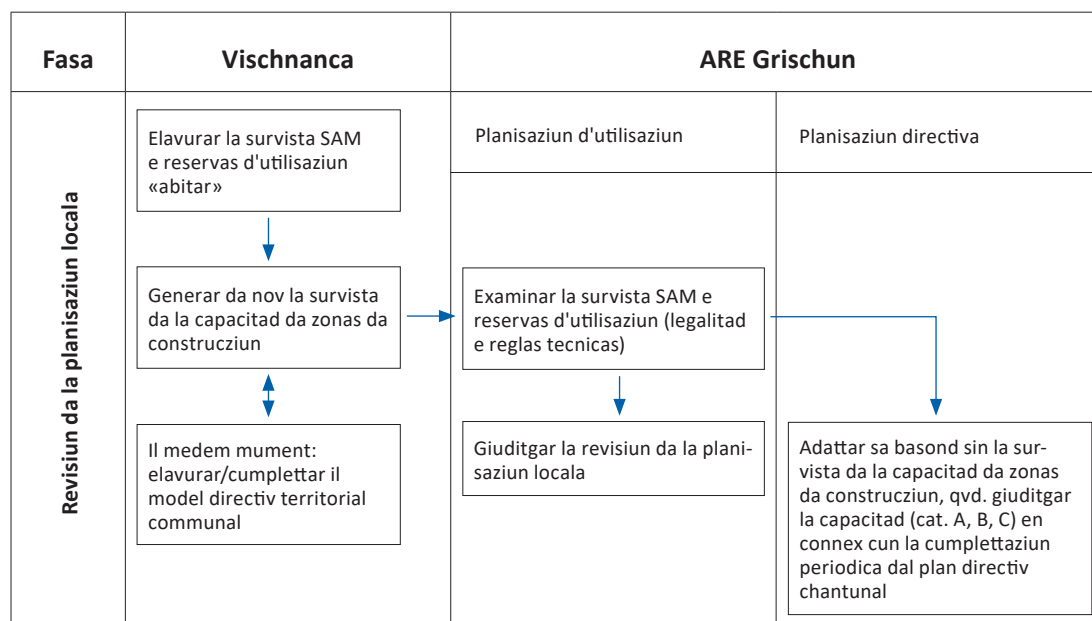 Fasa
Vischnanca
ARE Grischun
Revisiun da la planisaziun locala
Elavurar la survista SAM
e reservas d'utilisaziun
«abitar»
Generar da nov la survista
da la capacitad da zonas da
construcziun
Il medem mument:
elavurar/cumplettar il
model directiv territorial
communal
Planisaziun d'utilisaziun
Examinar la survista SAM e
reservas d'utilisaziun (legalitad
e reglas tecnicas)
Giuditgar la revisiun da la plani-
saziun locala
Planisaziun directiva
Adattar sa basond sin la sur-
vista da la capacitad da zonas
da construcziun, qvd. giuditgar
la capacitad (cat. A, B, C) en
connex cun la cumplettaziun
periodica dal plan directiv
chantunal